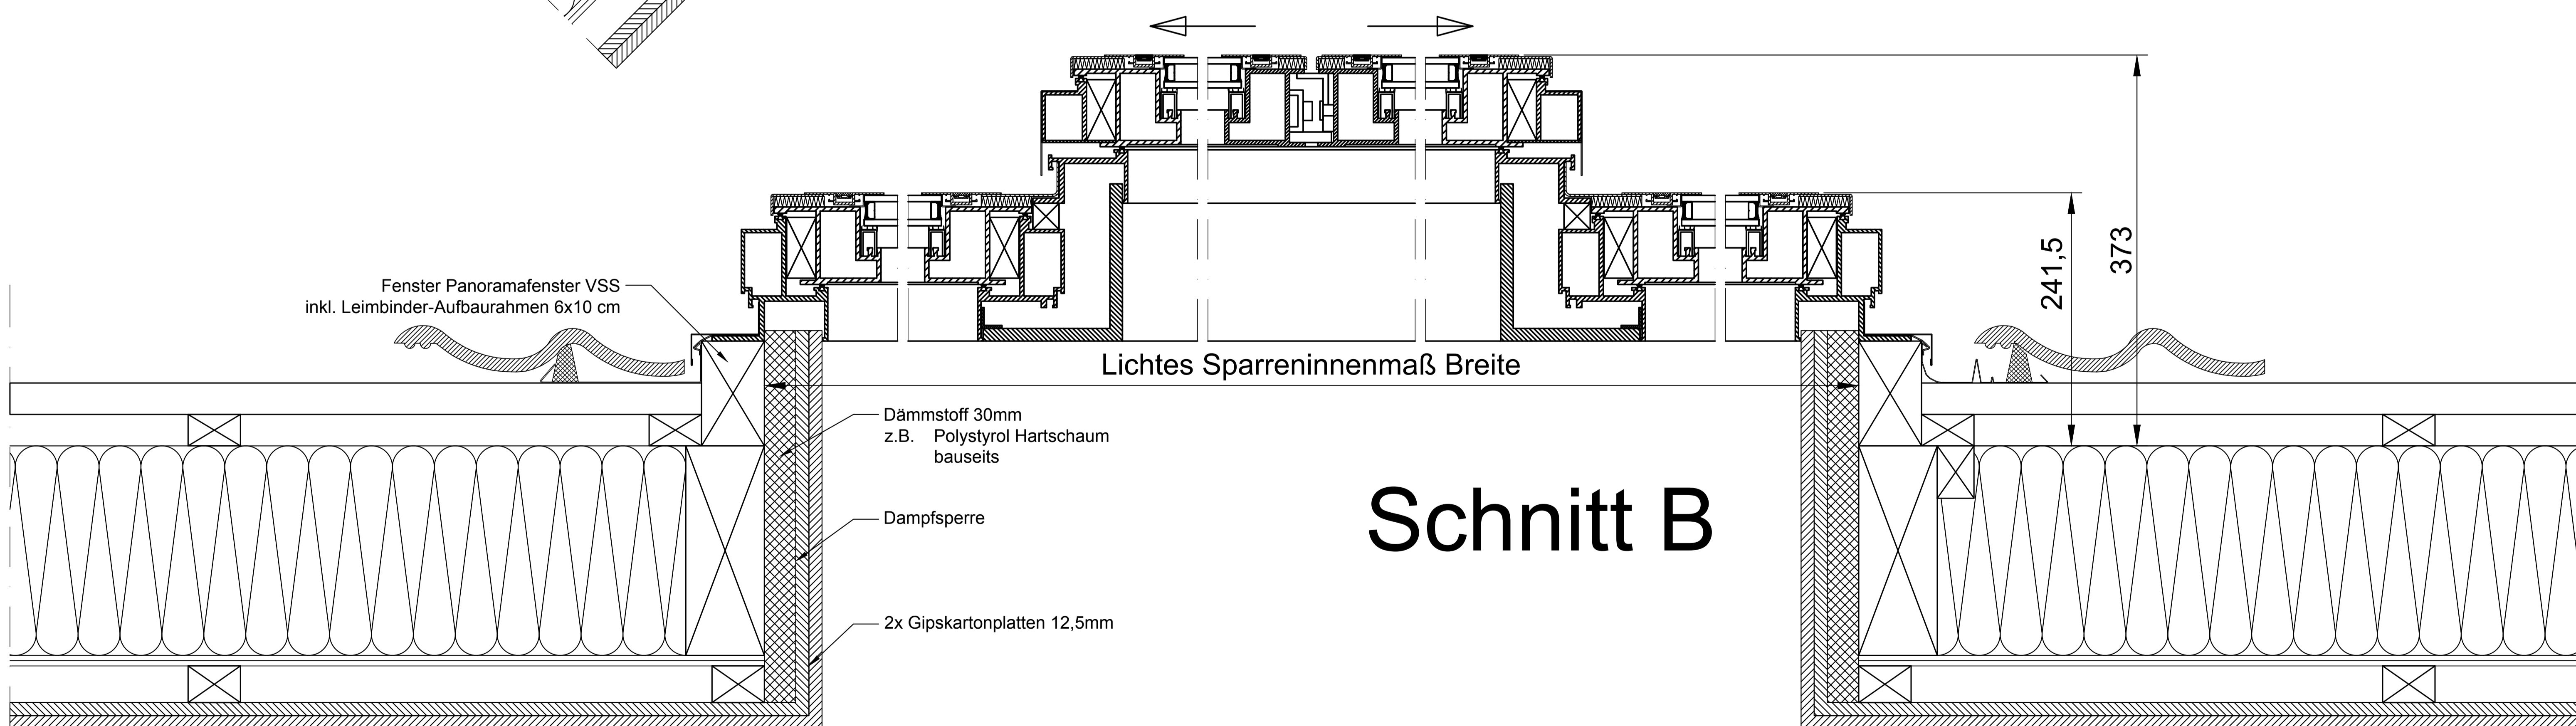 Fenster Panoramafenster VSS
inkl. Leimbinder-Aufbaurahmen 6x10 cm
241,5
373
Lichtes Sparreninnenmaß Breite
Dämmstoff 30mm
z.B. Polystyrol Hartschaum
bauseits
Schnitt B
Dampfsperre
2x Gipskartonplatten 12,5mm